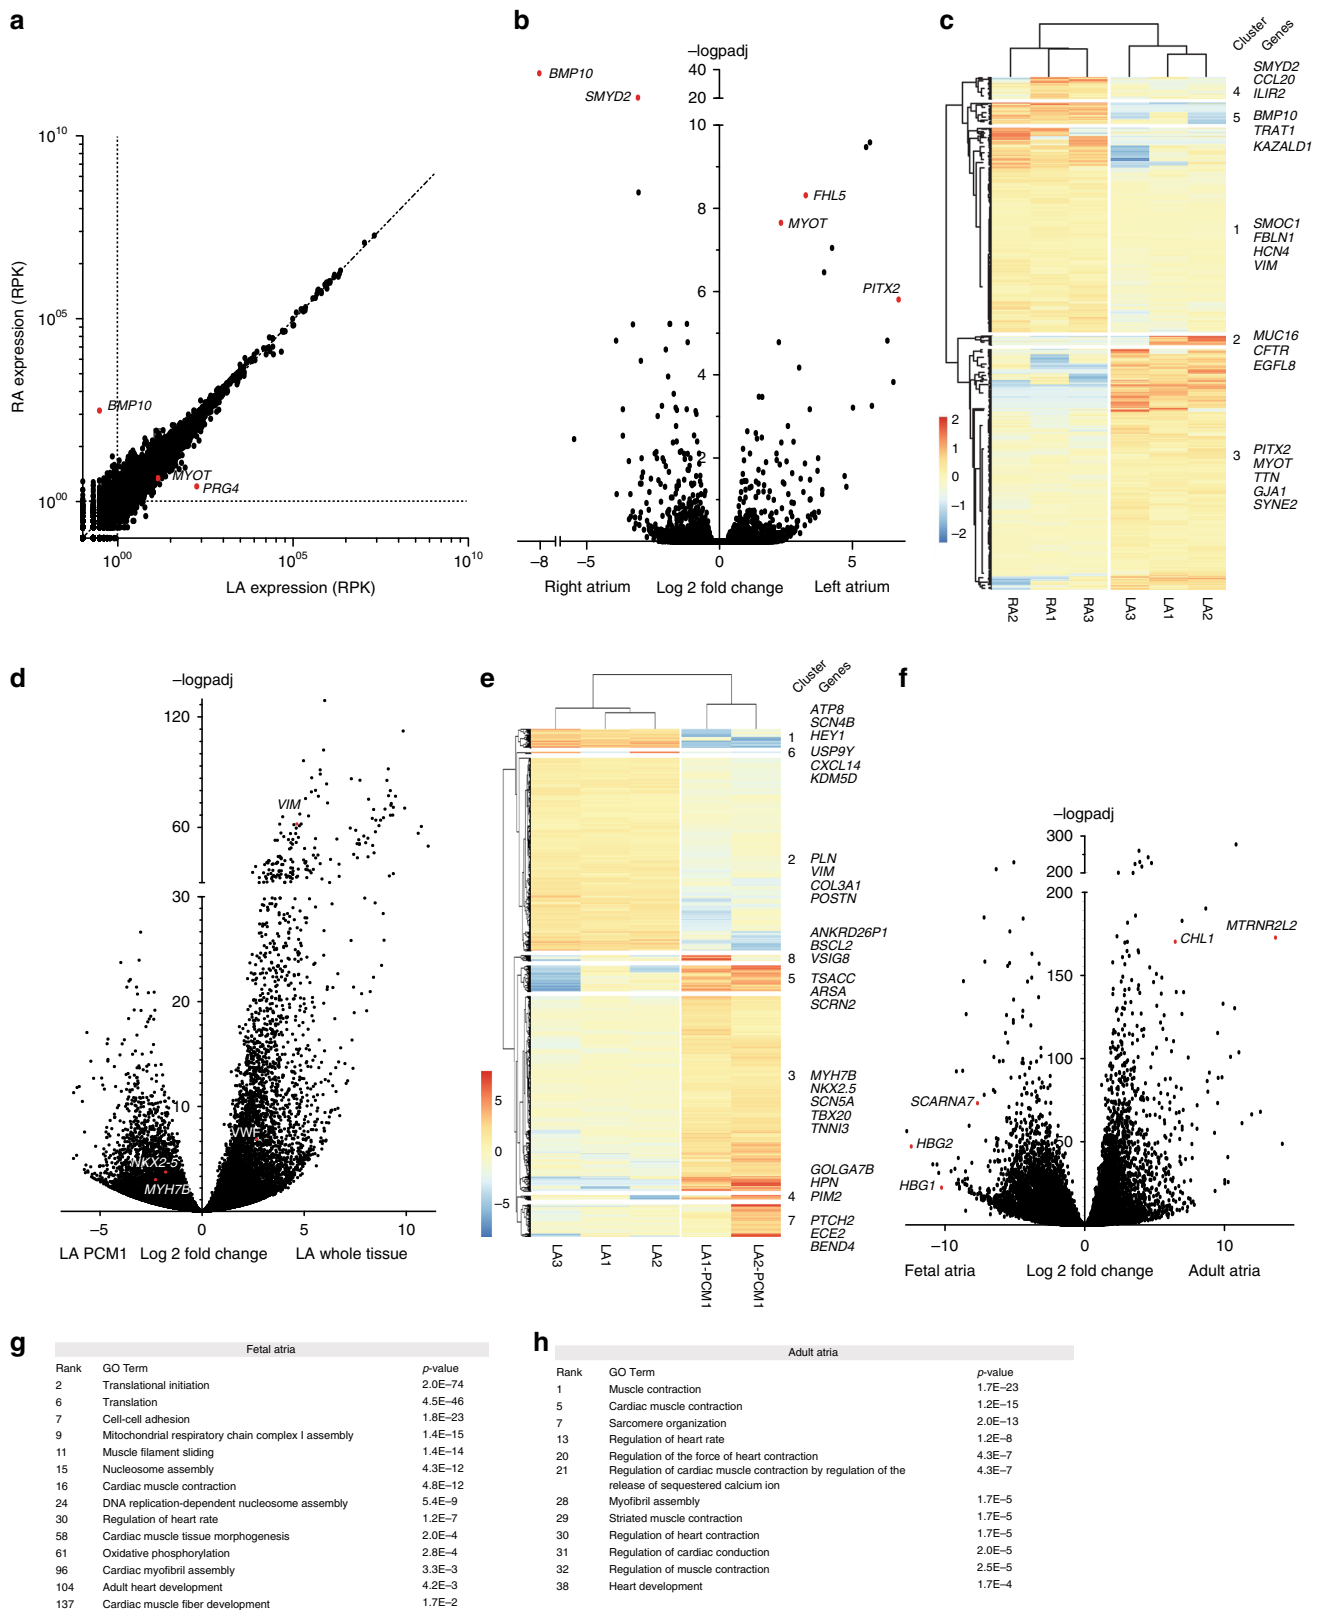 a
RA expression (RPK)
10^10
10^05
10^00
BMP10
MYOT
PRG4
10^00
10^05
10^10
LA expression (RPK)
b
–logpadj
40
20
10
8
6
4
2
BMP10
SMYD2
FHL5
MYOT
PITX2
–8
–5
0
5
Right atrium
Log 2 fold change
Left atrium
c
Cluster
Genes
SMYD2
CCL20
4
ILIR2
5
BMP10
TRAT1
KAZALD1
1
SMOC1
FBLN1
HCN4
VIM
2
MUC16
CFTR
EGFL8
3
PITX2
MYOT
TTN
GJA1
SYNE2
2
1
0
–1
–2
RA2
RA1
RA3
LA3
LA1
LA2
d
–logpadj
120
60
30
20
10
VIM
VWF
NKX2-5
MYH7B
–5
0
5
10
LA PCM1
Log 2 fold change
LA whole tissue
e
Cluster
Genes
ATP8
SCN4B
1
HEY1
6
USP9Y
CXCL14
KDM5D
2
PLN
VIM
COL3A1
POSTN
ANKRD26P1
BSCL2
8
VSIG8
5
TSACC
ARSA
SCRN2
3
MYH7B
NKX2.5
SCN5A
TBX20
TNNI3
GOLGA7B
HPN
4
PIM2
7
PTCH2
ECE2
BEND4
5
0
–5
LA3
LA1
LA2
LA1-PCM1
LA2-PCM1
f
–logpadj
300
200
200
150
100
50
MTRNR2L2
CHL1
SCARNA7
HBG2
HBG1
–10
0
10
Fetal atria
Log 2 fold change
Adult atria
g
Fetal atria
Rank GO Term p-value
2 Translational initiation 2.0E–74
6 Translation 4.5E–46
7 Cell-cell adhesion 1.8E–23
9 Mitochondrial respiratory chain complex I assembly 1.4E–15
11 Muscle filament sliding 1.4E–14
15 Nucleosome assembly 4.3E–12
16 Cardiac muscle contraction 4.8E–12
24 DNA replication-dependent nucleosome assembly 5.4E–9
30 Regulation of heart rate 1.2E–7
58 Cardiac muscle tissue morphogenesis 2.0E–4
61 Oxidative phosphorylation 2.8E–4
96 Cardiac myofibril assembly 3.3E–3
104 Adult heart development 4.2E–3
137 Cardiac muscle fiber development 1.7E–2
h
Adult atria
Rank GO Term p-value
1 Muscle contraction 1.7E–23
5 Cardiac muscle contraction 1.2E–15
7 Sarcomere organization 2.0E–13
13 Regulation of heart rate 1.2E–8
20 Regulation of the force of heart contraction 4.3E–7
21 Regulation of cardiac muscle contraction by regulation of the 4.3E–7
release of sequestered calcium ion
28 Myofibril assembly 1.7E–5
29 Striated muscle contraction 1.7E–5
30 Regulation of heart contraction 1.7E–5
31 Regulation of cardiac conduction 2.0E–5
32 Regulation of muscle contraction 2.5E–5
38 Heart development 1.7E–4